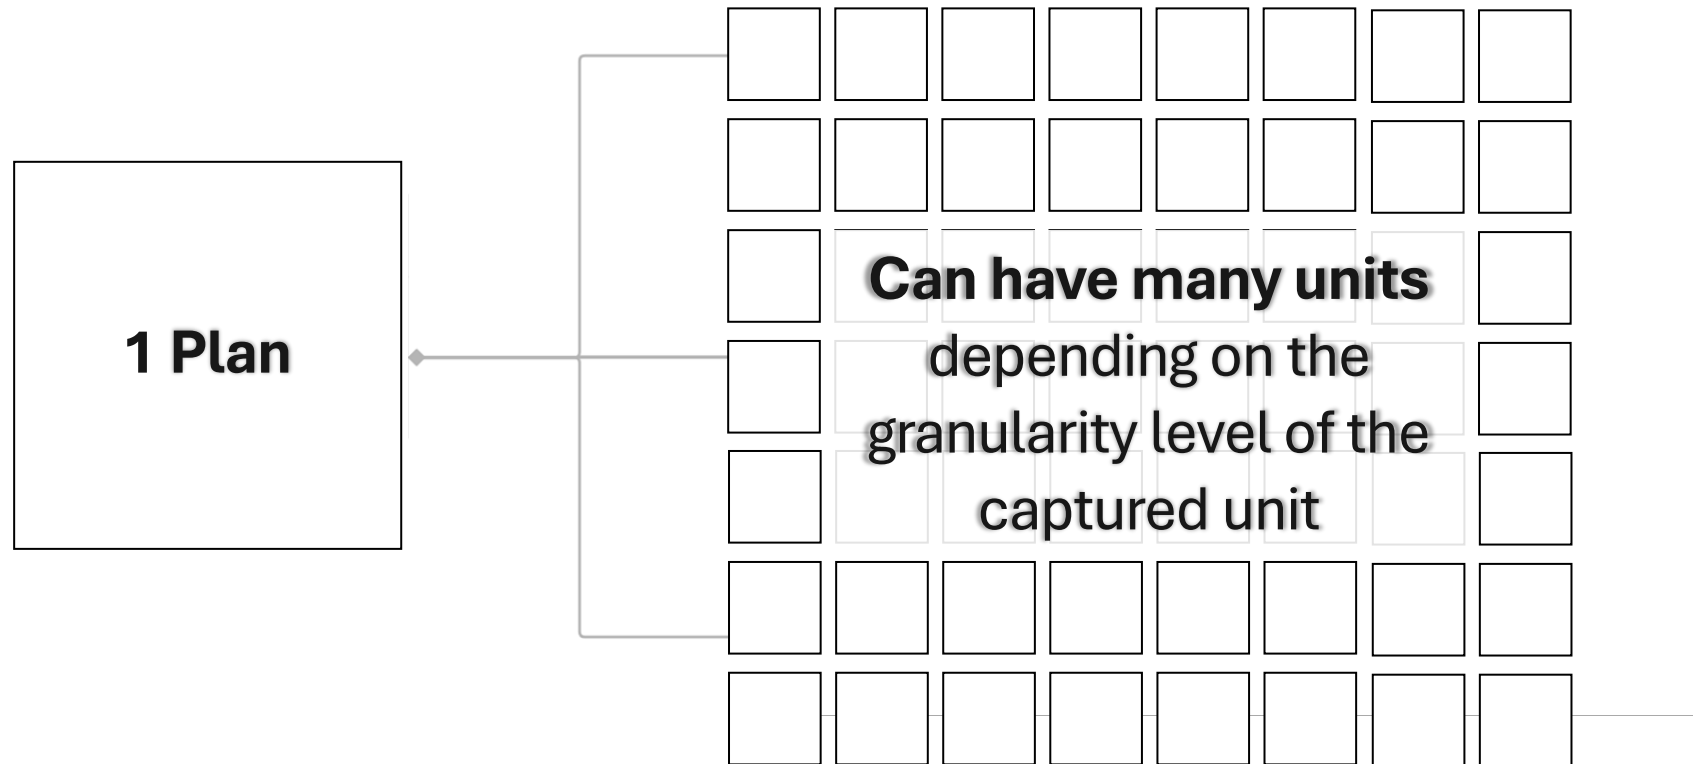 1 Plan
Can have many units
depending on the
granularity level of the
captured unit